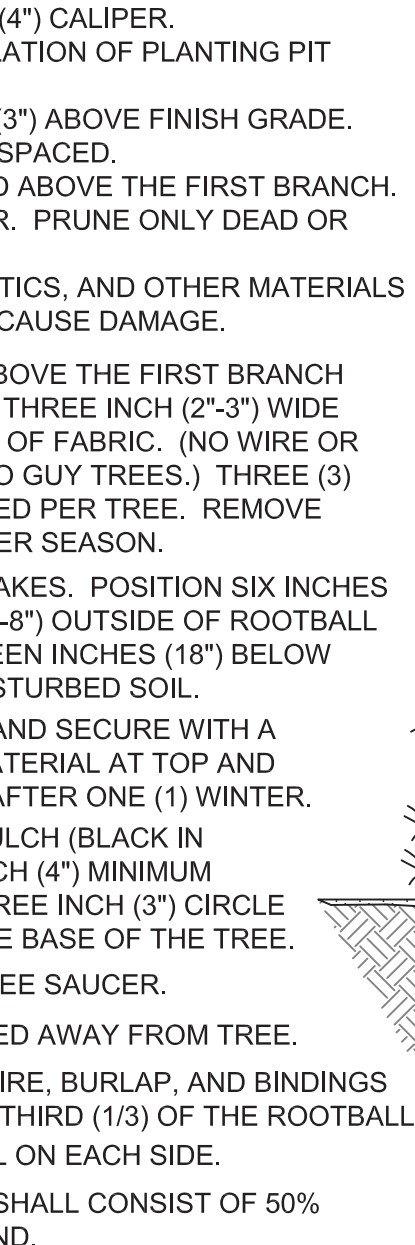 (4") CALIPER.
LATION OF PLANTING PIT
(3") ABOVE FINISH GRADE.
SPACED.
D ABOVE THE FIRST BRANCH.
R. PRUNE ONLY DEAD OR
TICS, AND OTHER MATERIALS
CAUSE DAMAGE.
BOVE THE FIRST BRANCH
THREE INCH (2"-3") WIDE
OF FABRIC. (NO WIRE OR
O GUY TREES.) THREE (3)
ED PER TREE. REMOVE
ER SEASON.
AKES. POSITION SIX INCHES
-8") OUTSIDE OF ROOTBALL
EEN INCHES (18") BELOW
STURBED SOIL.
AND SECURE WITH A
ATERIAL AT TOP AND
AFTER ONE (1) WINTER.
ULCH (BLACK IN
CH (4") MINIMUM
REE INCH (3") CIRCLE
E BASE OF THE TREE.
EE SAUCER.
ED AWAY FROM TREE.
IRE, BURLAP, AND BINDINGS
THIRD (1/3) OF THE ROOTBALL
L ON EACH SIDE.
SHALL CONSIST OF 50%
ND.